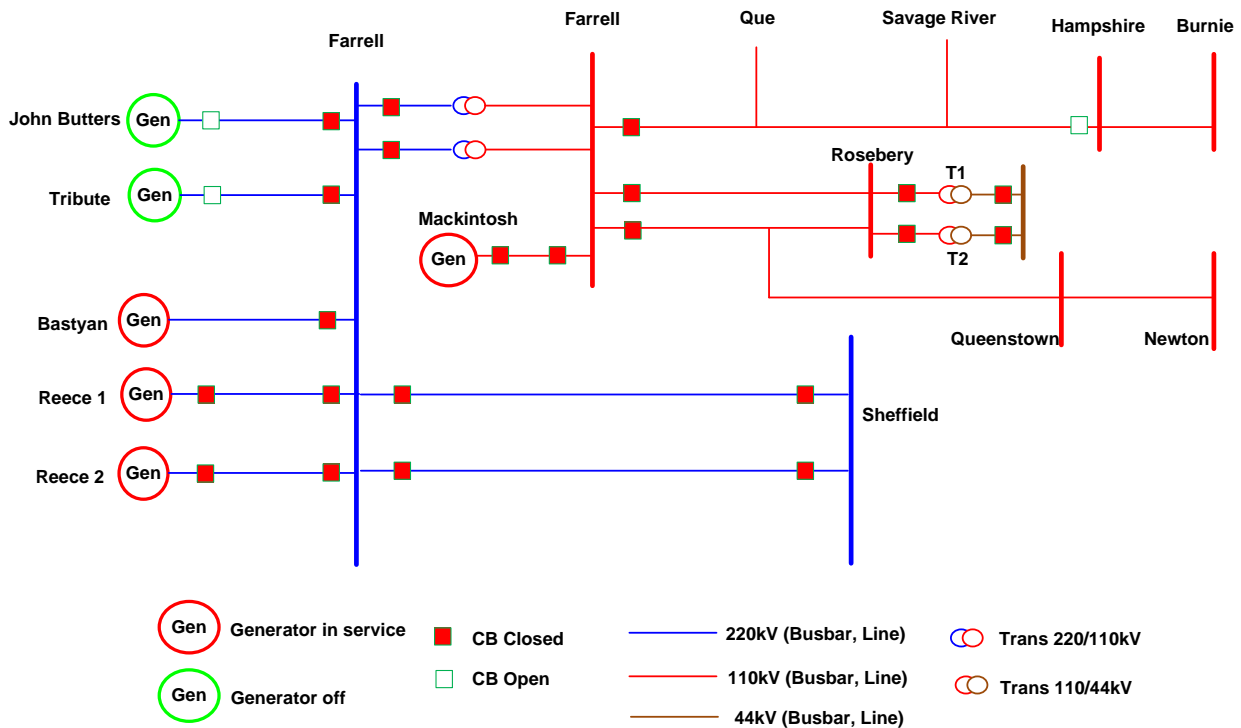 Farrell
Farrell
Que
Savage River
Hampshire
Burnie
John Butters
Gen
Tribute
Gen
Rosebery
T1
T2
Mackintosh
Gen
Bastyan
Gen
Queenstown
Newton
Reece 1
Gen
Sheffield
Reece 2
Gen
Gen
Generator in service
CB Closed
220kV (Busbar, Line)
Trans 220/110kV
Gen
Generator off
CB Open
110kV (Busbar, Line)
Trans 110/44kV
44kV (Busbar, Line)